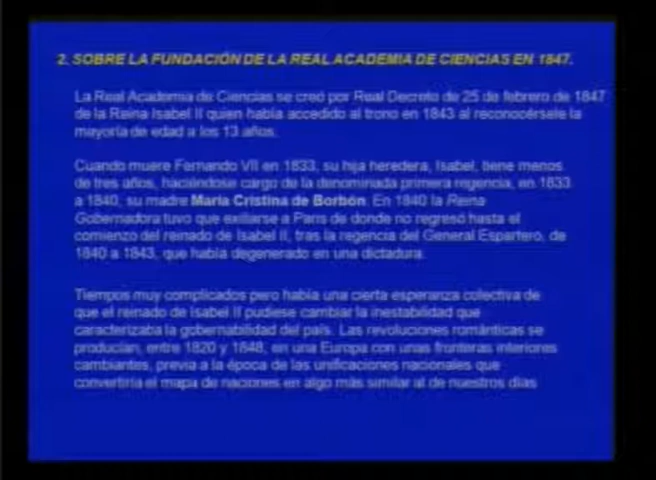 2. SOBRE LA FUNDACIÓN DE LA REAL ACADEMIA DE CIENCIAS EN 1847.
La Real Academia de Ciencias se creó por Real Decreto de 25 de febrero de 1847
de la Reina Isabel II quien había accedido al trono en 1843 al reconocérsele la
mayoría de edad a los 13 años.
Cuando muere Fernando VII en 1833, su hija heredera, Isabel, tiene menos
de tres años, haciéndose cargo de la denominada primera regencia, en 1833
a 1840, su madre María Cristina de Borbón. En 1840 la Reina
Gobernadora tuvo que exiliarse a París de donde no regresó hasta el
comienzo del reinado de Isabel II, tras la regencia del General Espartero, de
1840 a 1843, que había degenerado en una dictadura.
Tiempos muy complicados pero había una cierta esperanza colectiva de
que el reinado de Isabel II pudiese cambiar la inestabilidad que
caracterizaba la gobernabilidad del país. Las revoluciones románticas se
producían, entre 1820 y 1848, en una Europa con unas fronteras interiores
cambiantes, previa a la época de las unificaciones nacionales que
convertiría el mapa de naciones en algo más similar al de nuestros días